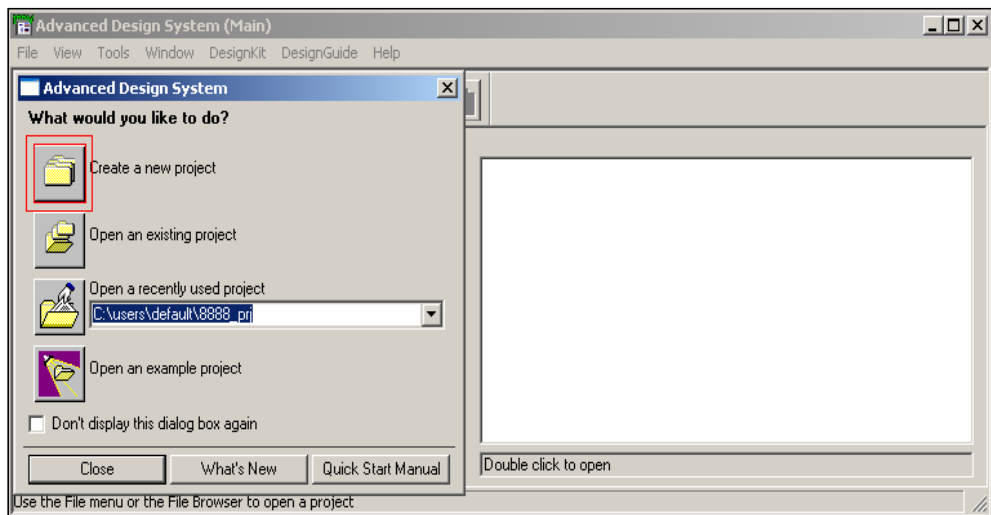 Advanced Design System (Main)
File View Tools Window DesignKit DesignGuide Help
Advanced Design System
What would you like to do?
Create a new project
Open an existing project
Open a recently used project
C:\users\default\8888_prj
Open an example project
Don't display this dialog box again
Close What's New Quick Start Manual
Double click to open
Use the File menu or the File Browser to open a project